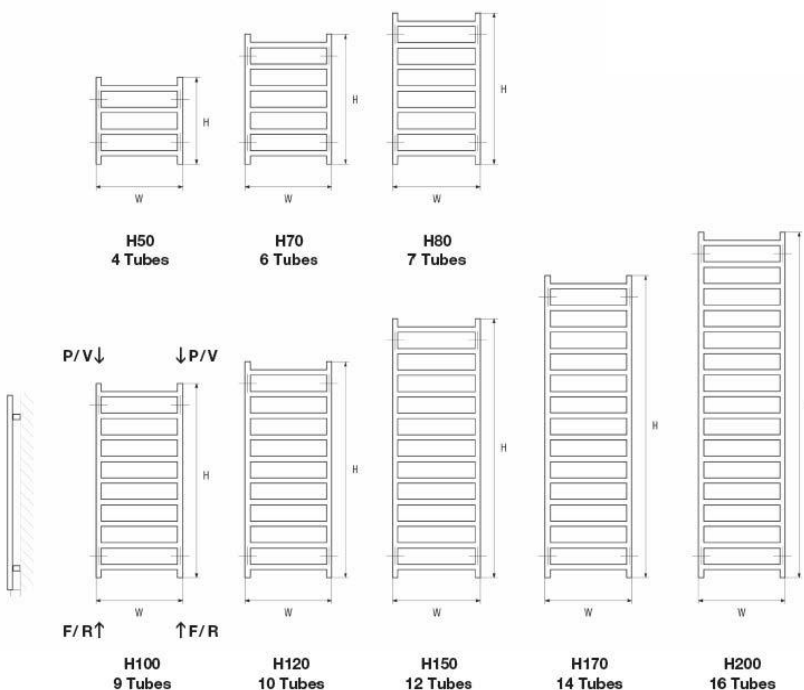 H
H
H
W
W
W
H50
4 Tubes
H70
6 Tubes
H80
7 Tubes
P/V↓ ↓P/V
H
H
H
H
W
W
W
W
W
F/R↑ ↑F/R
H100
9 Tubes
H120
10 Tubes
H150
12 Tubes
H170
14 Tubes
H200
16 Tubes